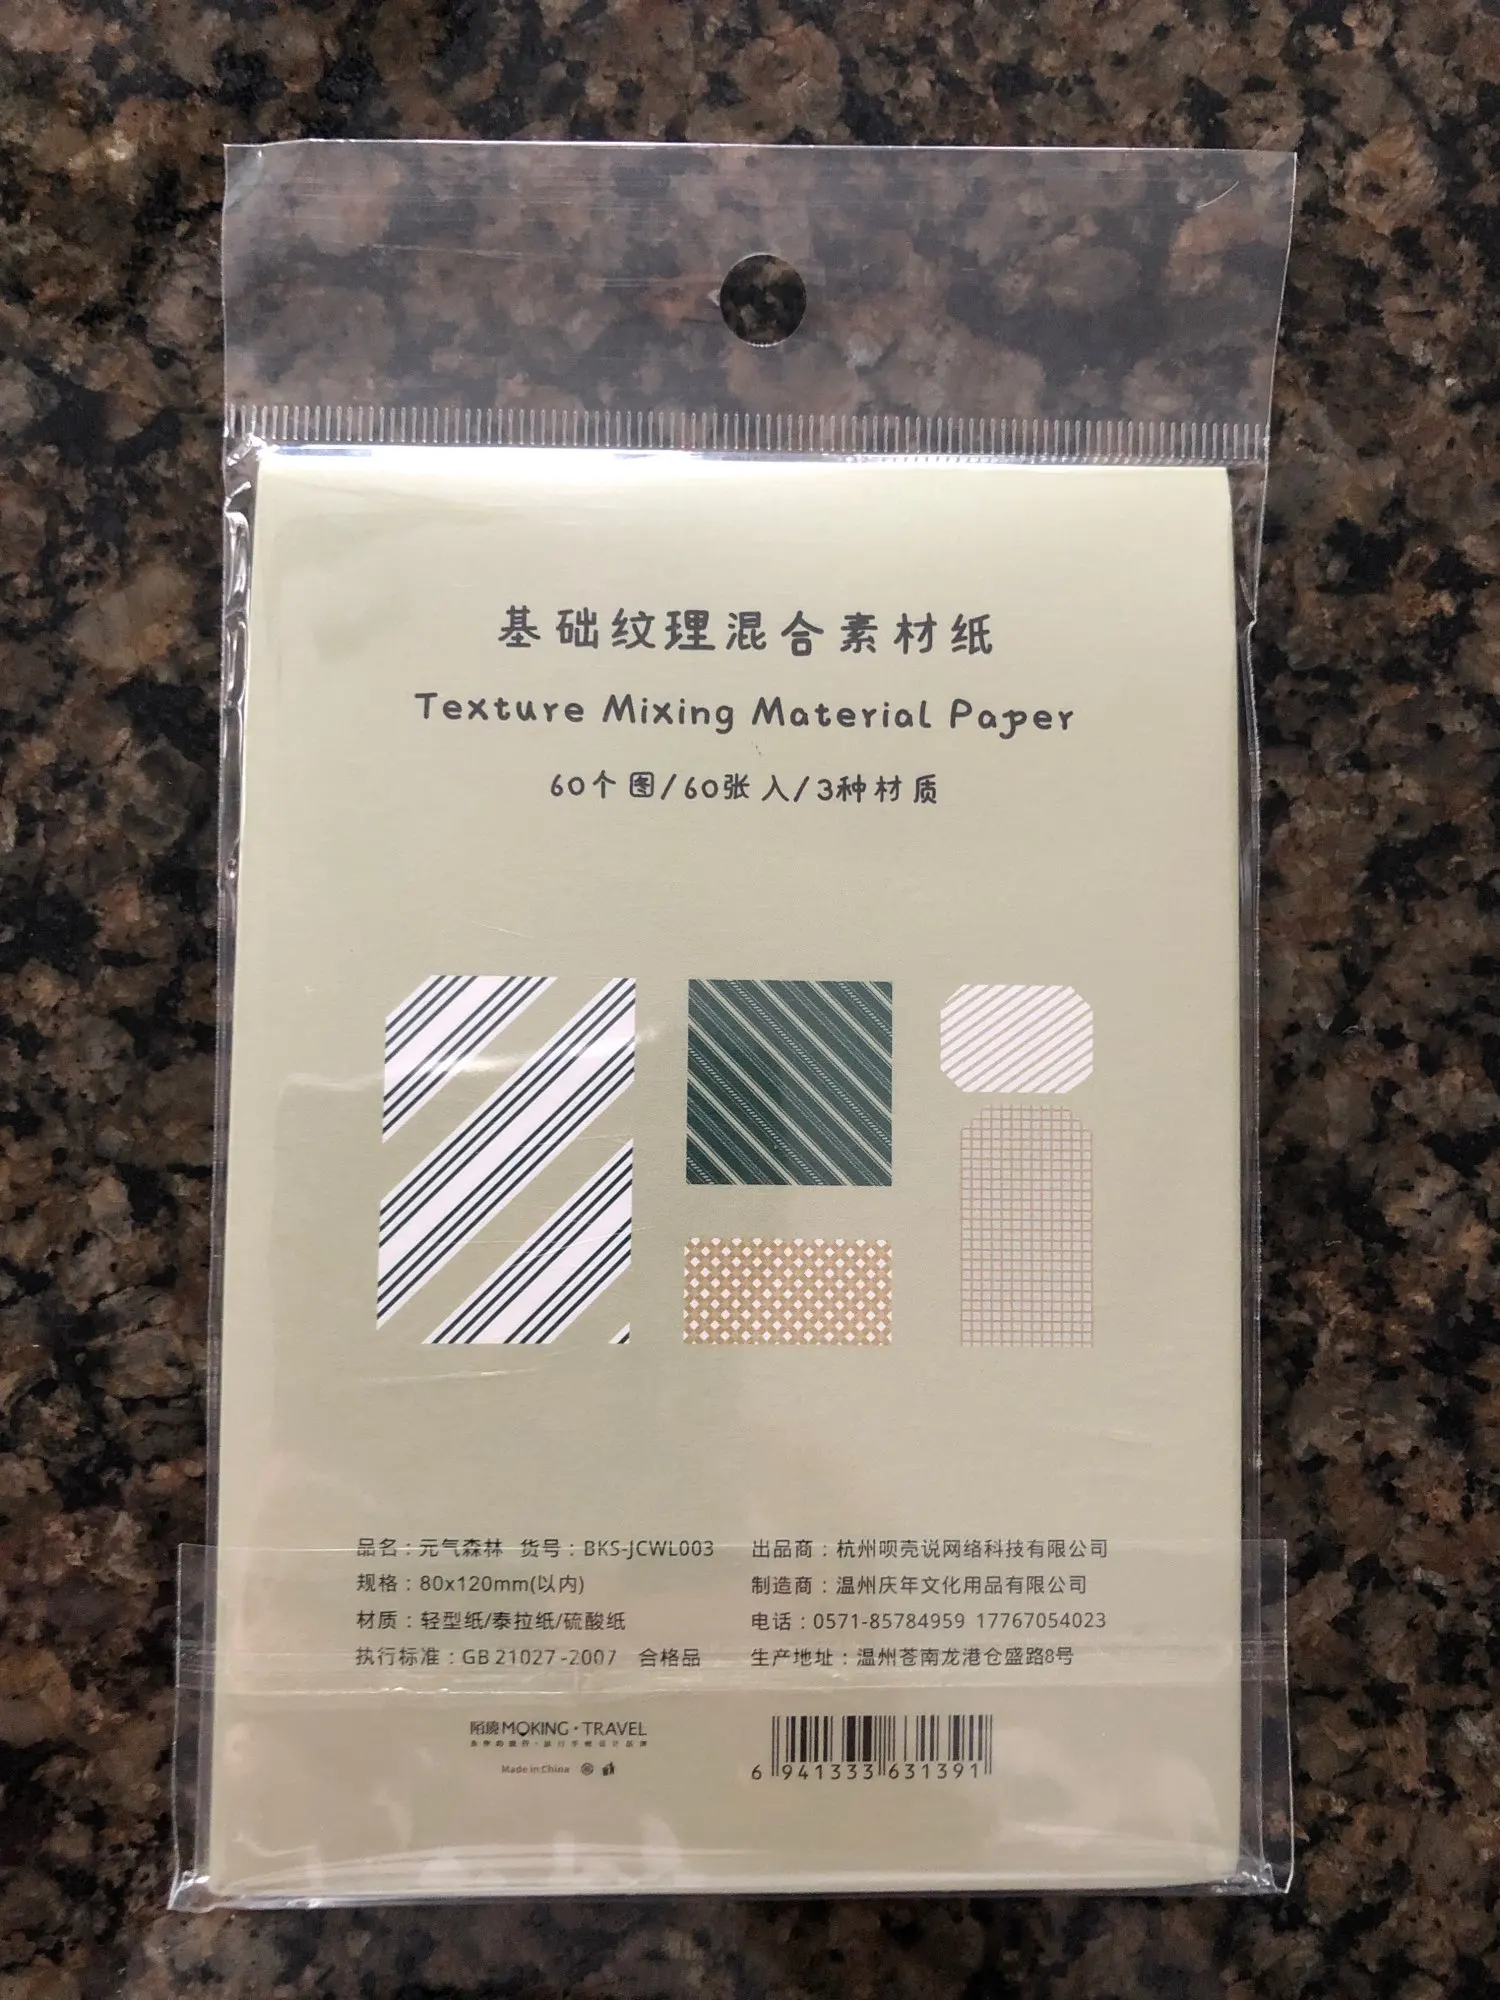 基础纹理混合素材纸
Texture Mixing Material Paper
60个图/60张入/3种材质
品名：元气森林 货号：BKS-JCWL003
规格：80x120mm(以内)
材质：轻型纸/泰拉纸/硫酸纸
执行标准：GB 21027-2007 合格品
出品商：杭州呗壳说网络科技有限公司
制造商：温州庆年文化用品有限公司
电话：0571-85784959 17767054023
生产地址：温州苍南龙港仓盛路8号
陌境MOKING·TRAVEL
Made in China
6 941333 631391